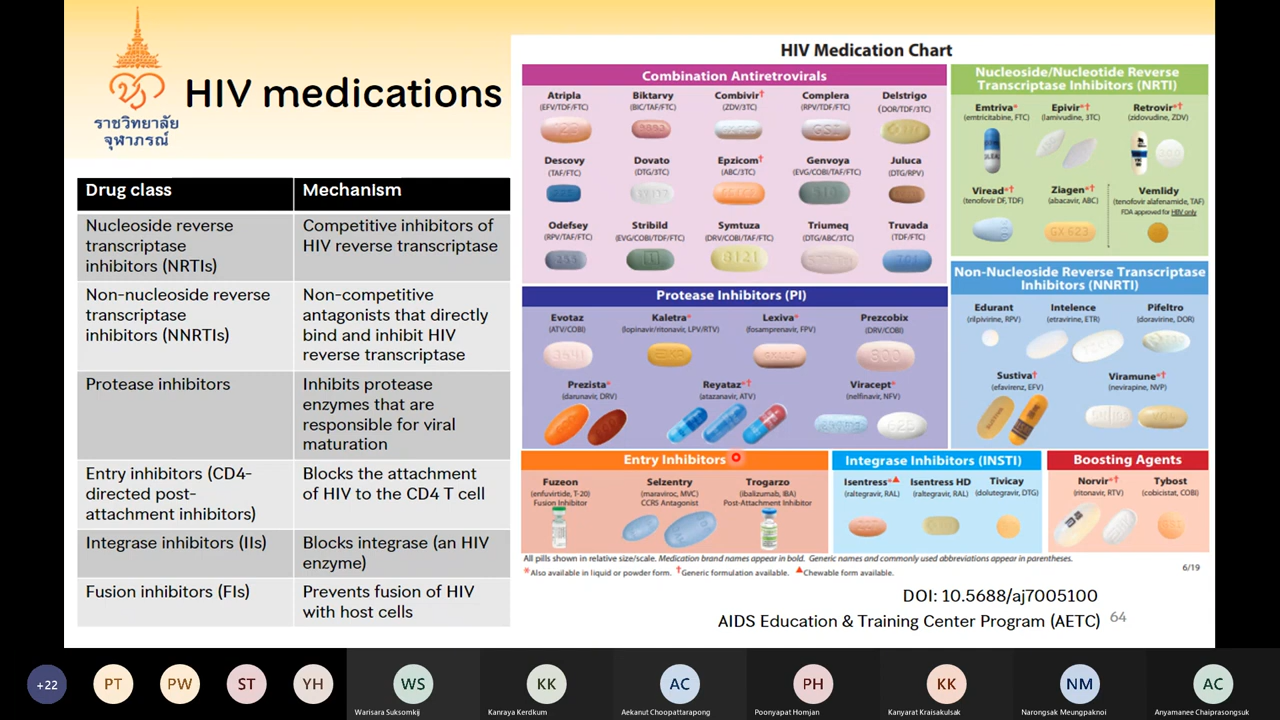 ราชวิทยาลัย
จุฬาภรณ์
HIV medications
Drug class Mechanism
Nucleoside reverse
transcriptase
inhibitors (NRTIs)
Competitive inhibitors of
HIV reverse transcriptase
Non-nucleoside reverse
transcriptase
inhibitors (NNRTIs)
Non-competitive
antagonists that directly
bind and inhibit HIV
reverse transcriptase
Protease inhibitors
Inhibits protease
enzymes that are
responsible for viral
maturation
Entry inhibitors (CD4-
directed post-
attachment inhibitors)
Blocks the attachment
of HIV to the CD4 T cell
Integrase inhibitors (IIs)
Blocks integrase (an HIV
enzyme)
Fusion inhibitors (FIs)
Prevents fusion of HIV
with host cells
HIV Medication Chart
Combination Antiretrovirals
Atripla Biktarvy Combivir† Complera Delstrigo
(EFV/TDF/FTC) (BIC/TAF/FTC) (ZDV/3TC) (RPV/TDF/FTC) (DOR/TDF/3TC)
Descovy Dovato Epzicom† Genvoya Juluca
(TAF/FTC) (DTG/3TC) (ABC/3TC) (EVG/COBI/TAF/FTC) (DTG/RPV)
Odefsey Stribild Symtuza Triumeq Truvada
(RPV/TAF/FTC) (EVG/COBI/TDF/FTC) (DRV/COBI/TAF/FTC) (DTG/ABC/3TC) (TDF/FTC)
8121
Nucleoside/Nucleotide Reverse
Transcriptase Inhibitors (NRTI)
Emtriva* Epivir*† Retrovir*†
(emtricitabine, FTC) (lamivudine, 3TC) (zidovudine, ZDV)
Viread*† Ziagen*† Vemlidy
(tenofovir DF, TDF) (abacavir, ABC) (tenofovir alafenamide, TAF)
FDA approved for HBV only
GX 623
Protease Inhibitors (PI)
Evotaz Kaletra* Lexiva* Prezcobix
(ATV/COBI) (lopinavir/ritonavir, LPV/RTV) (fosamprenavir, FPV) (DRV/COBI)
Prezista* Reyataz*† Viracept*
(darunavir, DRV) (atazanavir, ATV) (nelfinavir, NFV)
Non-Nucleoside Reverse Transcriptase
Inhibitors (NNRTI)
Edurant Intelence Pifeltro
(rilpivirine, RPV) (etravirine, ETR) (doravirine, DOR)
Sustiva† Viramune*†
(efavirenz, EFV) (nevirapine, NVP)
Entry Inhibitors
Fuzeon Selzentry Trogarzo
(enfuvirtide, T-20) (maraviroc, MVC) (ibalizumab, IBA)
Fusion Inhibitor CCR5 Antagonist Post-Attachment Inhibitor
Integrase Inhibitors (INSTI)
Isentress*▲ Isentress HD Tivicay
(raltegravir, RAL) (raltegravir, RAL) (dolutegravir, DTG)
Boosting Agents
Norvir*† Tybost
(ritonavir, RTV) (cobicistat, COBI)
All pills shown in relative size/scale. Medication brand names appear in bold. Generic names and commonly used abbreviations appear in parentheses.
*Also available in liquid or powder form. †Generic formulation available. ▲Chewable form available.
6/19
DOI: 10.5688/aj7005100
AIDS Education & Training Center Program (AETC) 64
+22 PT PW ST YH WS KK AC PH KK NM AC
Warisara Suksomkij Kanraya Kerdkum Aekanut Choopattarapong Poonyapat Homjan Kanyarat Kraisakulsak Narongsak Meungpaknoi Anyamanee Chaiprasongsuk